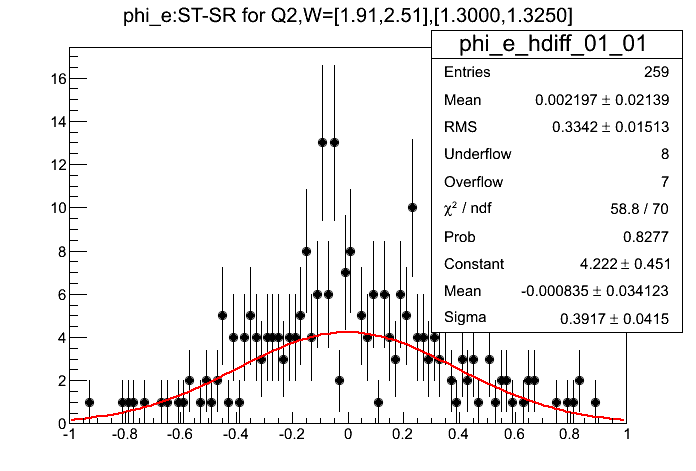 phi_e:ST-SR for Q2,W=[1.91,2.51],[1.3000,1.3250]
phi_e_hdiff_01_01
Entries 259
Mean 0.002197 ± 0.02139
RMS 0.3342 ± 0.01513
Underflow 8
Overflow 7
χ² / ndf 58.8 / 70
Prob 0.8277
Constant 4.222 ± 0.451
Mean -0.000835 ± 0.034123
Sigma 0.3917 ± 0.0415
16
14
12
10
8
6
4
2
0
-1 -0.8 -0.6 -0.4 -0.2 0 0.2 0.4 0.6 0.8 1